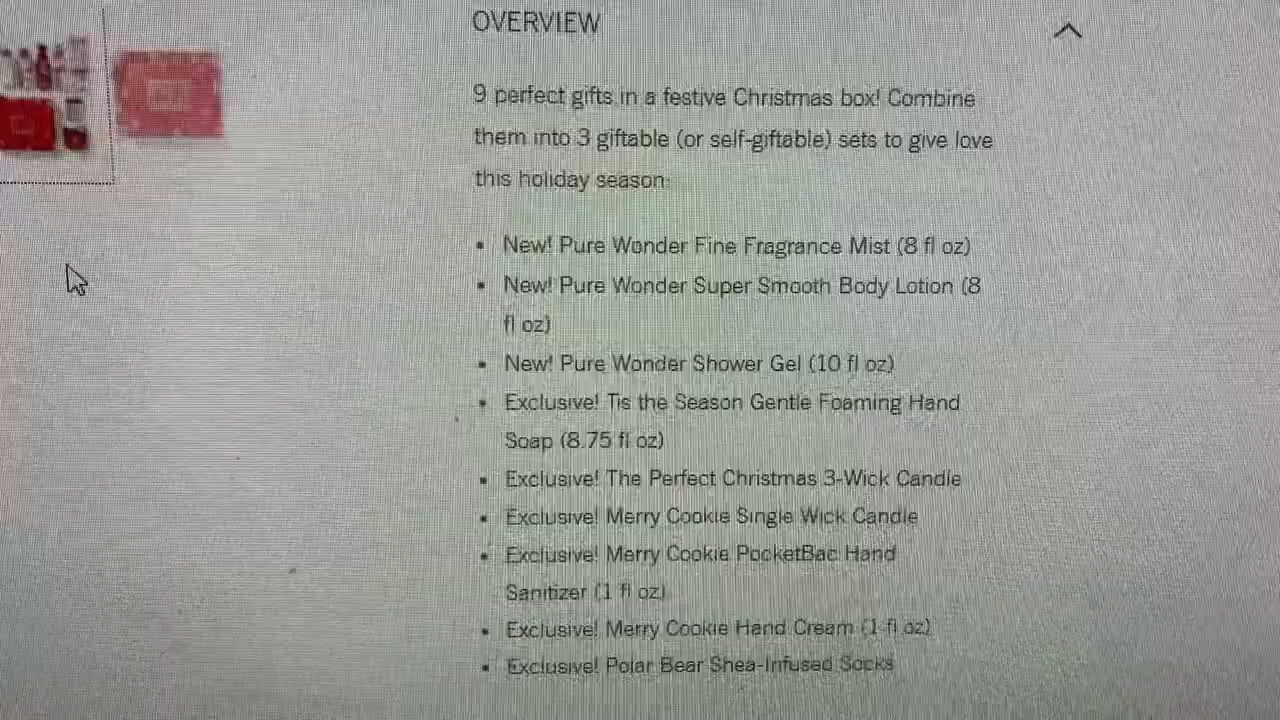 OVERVIEW
9 perfect gifts in a festive Christmas box! Combine
them into 3 giftable (or self-giftable) sets to give love
this holiday season:
• New! Pure Wonder Fine Fragrance Mist (8 fl oz)
• New! Pure Wonder Super Smooth Body Lotion (8
fl oz)
• New! Pure Wonder Shower Gel (10 fl oz)
• Exclusive! Tis the Season Gentle Foaming Hand
Soap (8.75 fl oz)
• Exclusive! The Perfect Christmas 3-Wick Candle
• Exclusive! Merry Cookie Single Wick Candle
• Exclusive! Merry Cookie PocketBac Hand
Sanitizer (1 fl oz)
• Exclusive! Merry Cookie Hand Cream (1 fl oz)
• Exclusive! Polar Bear Shea-Infused Socks